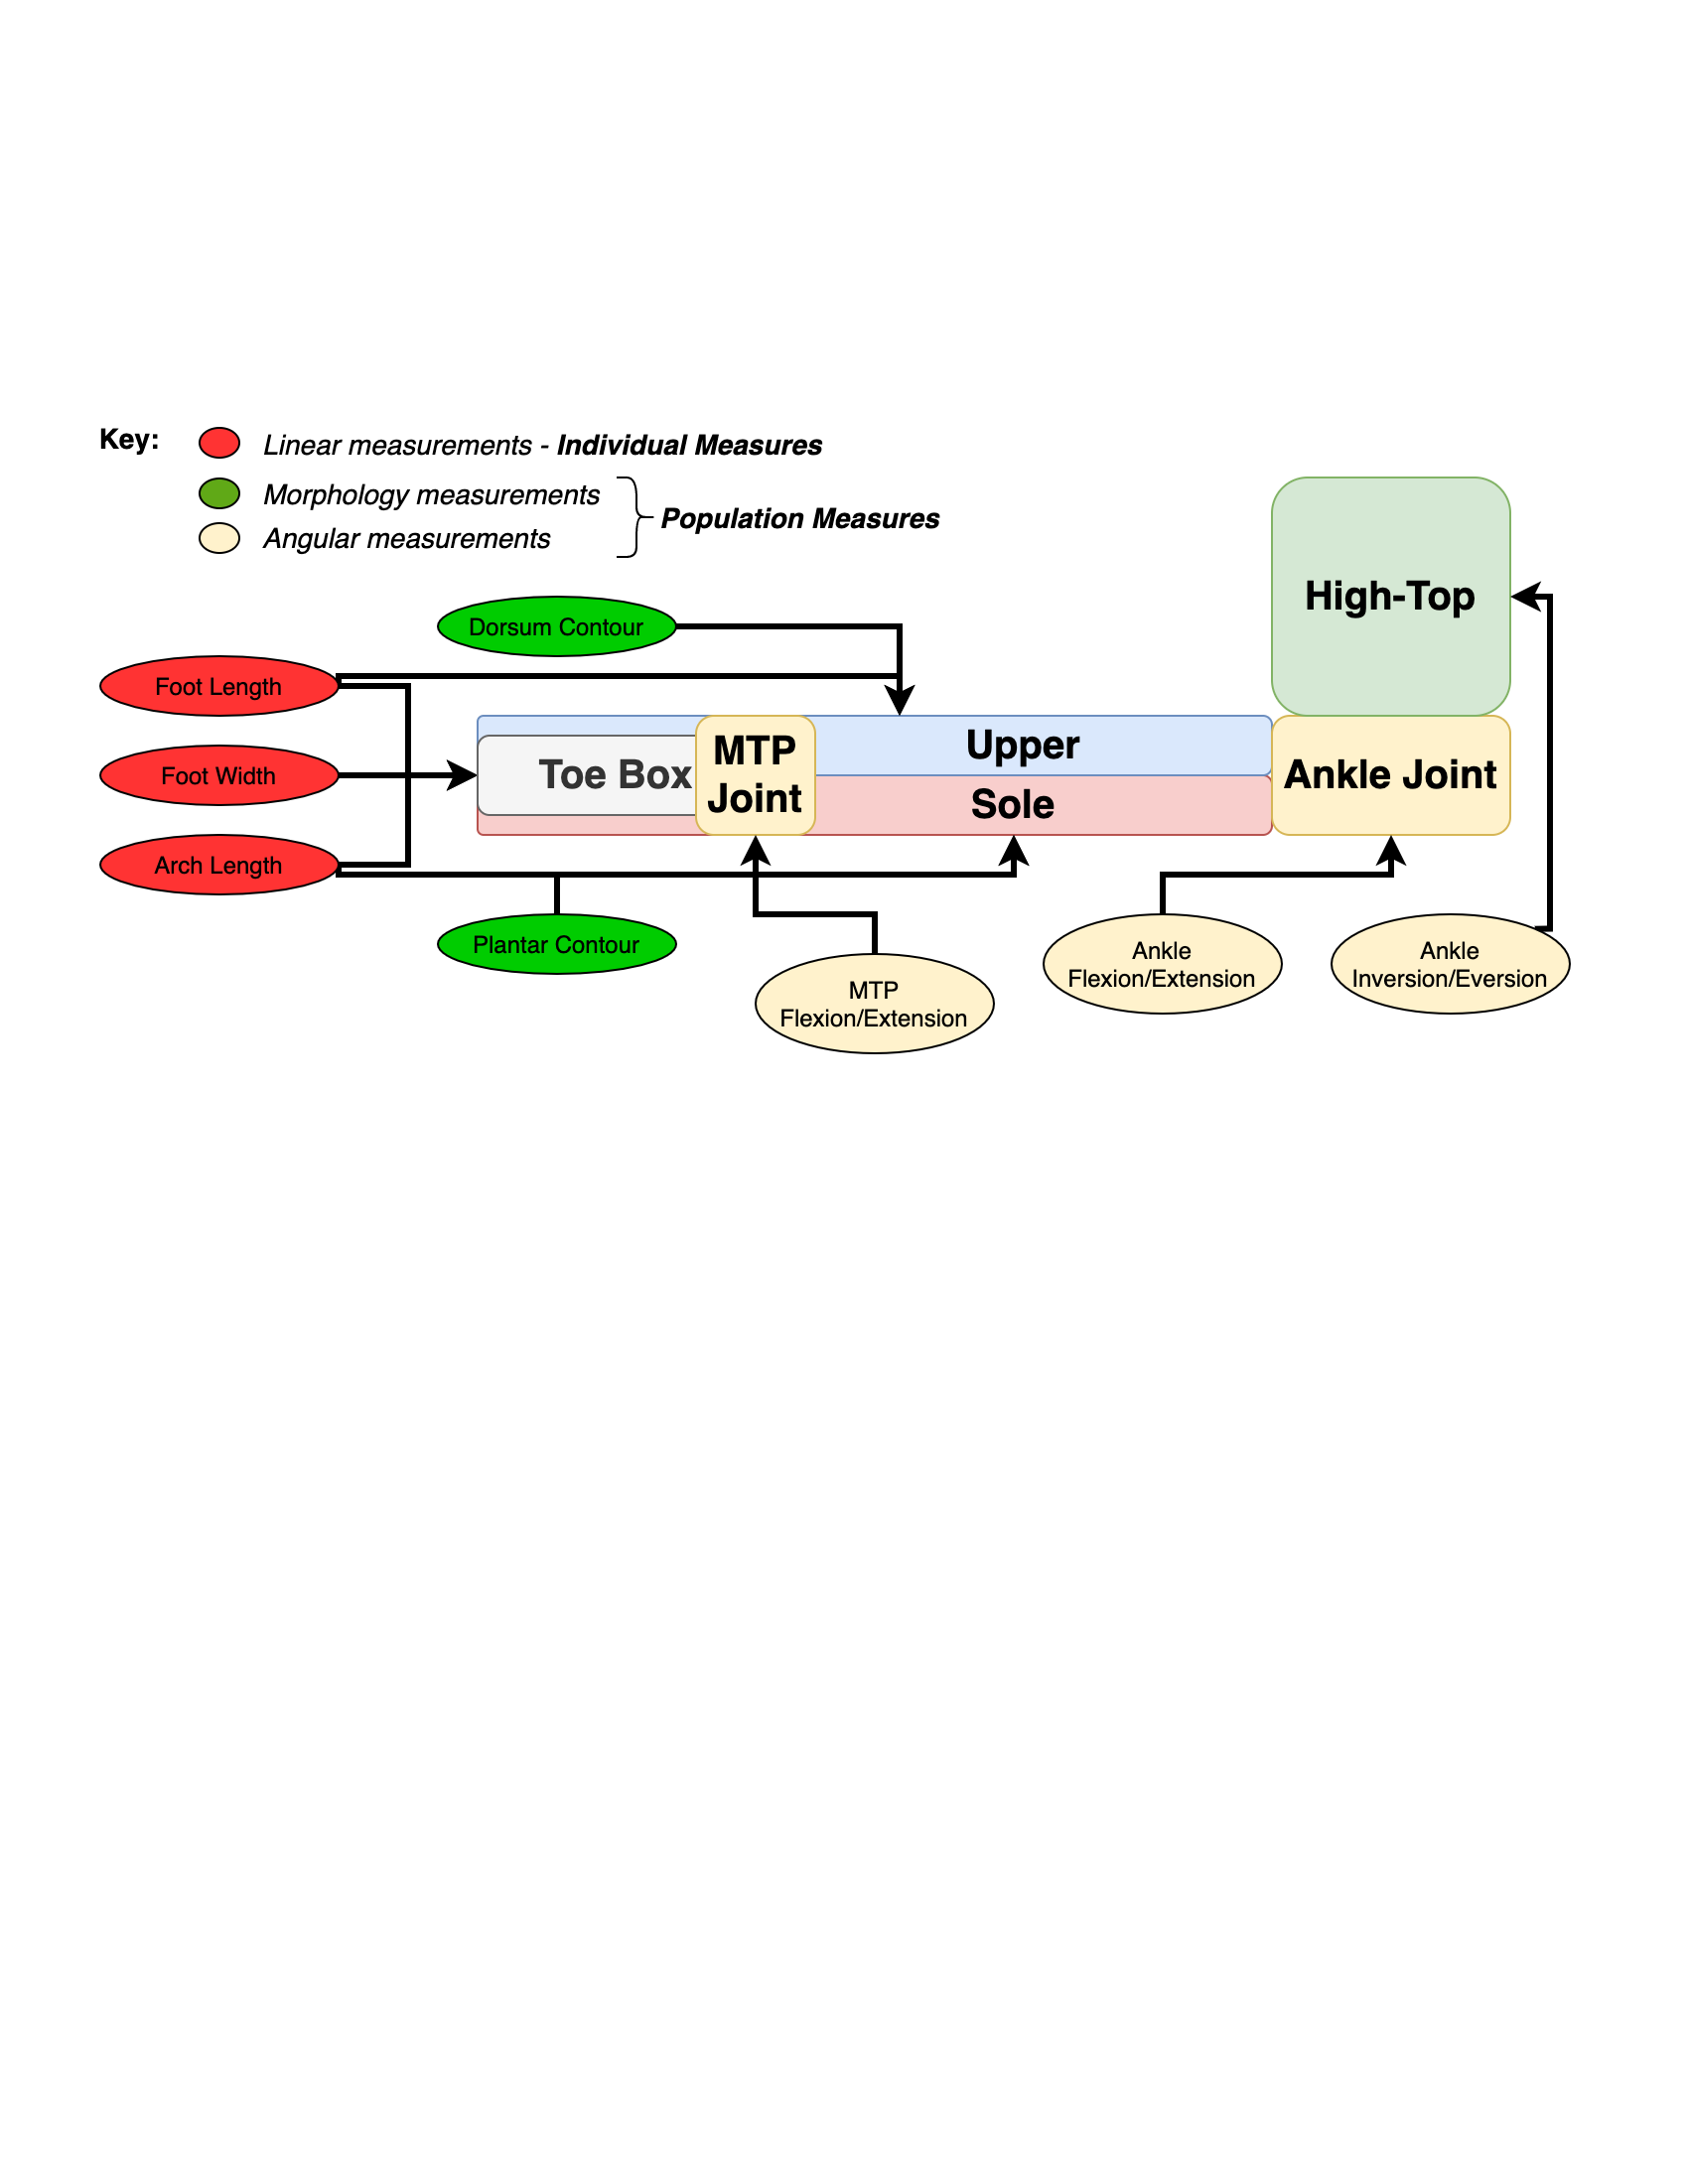 Key:
Linear measurements - Individual Measures
Morphology measurements
Angular measurements
Population Measures
High-Top
Dorsum Contour
Foot Length
Foot Width
Arch Length
Toe Box
MTP
Joint
Upper
Sole
Ankle Joint
Plantar Contour
MTP
Flexion/Extension
Ankle
Flexion/Extension
Ankle
Inversion/Eversion